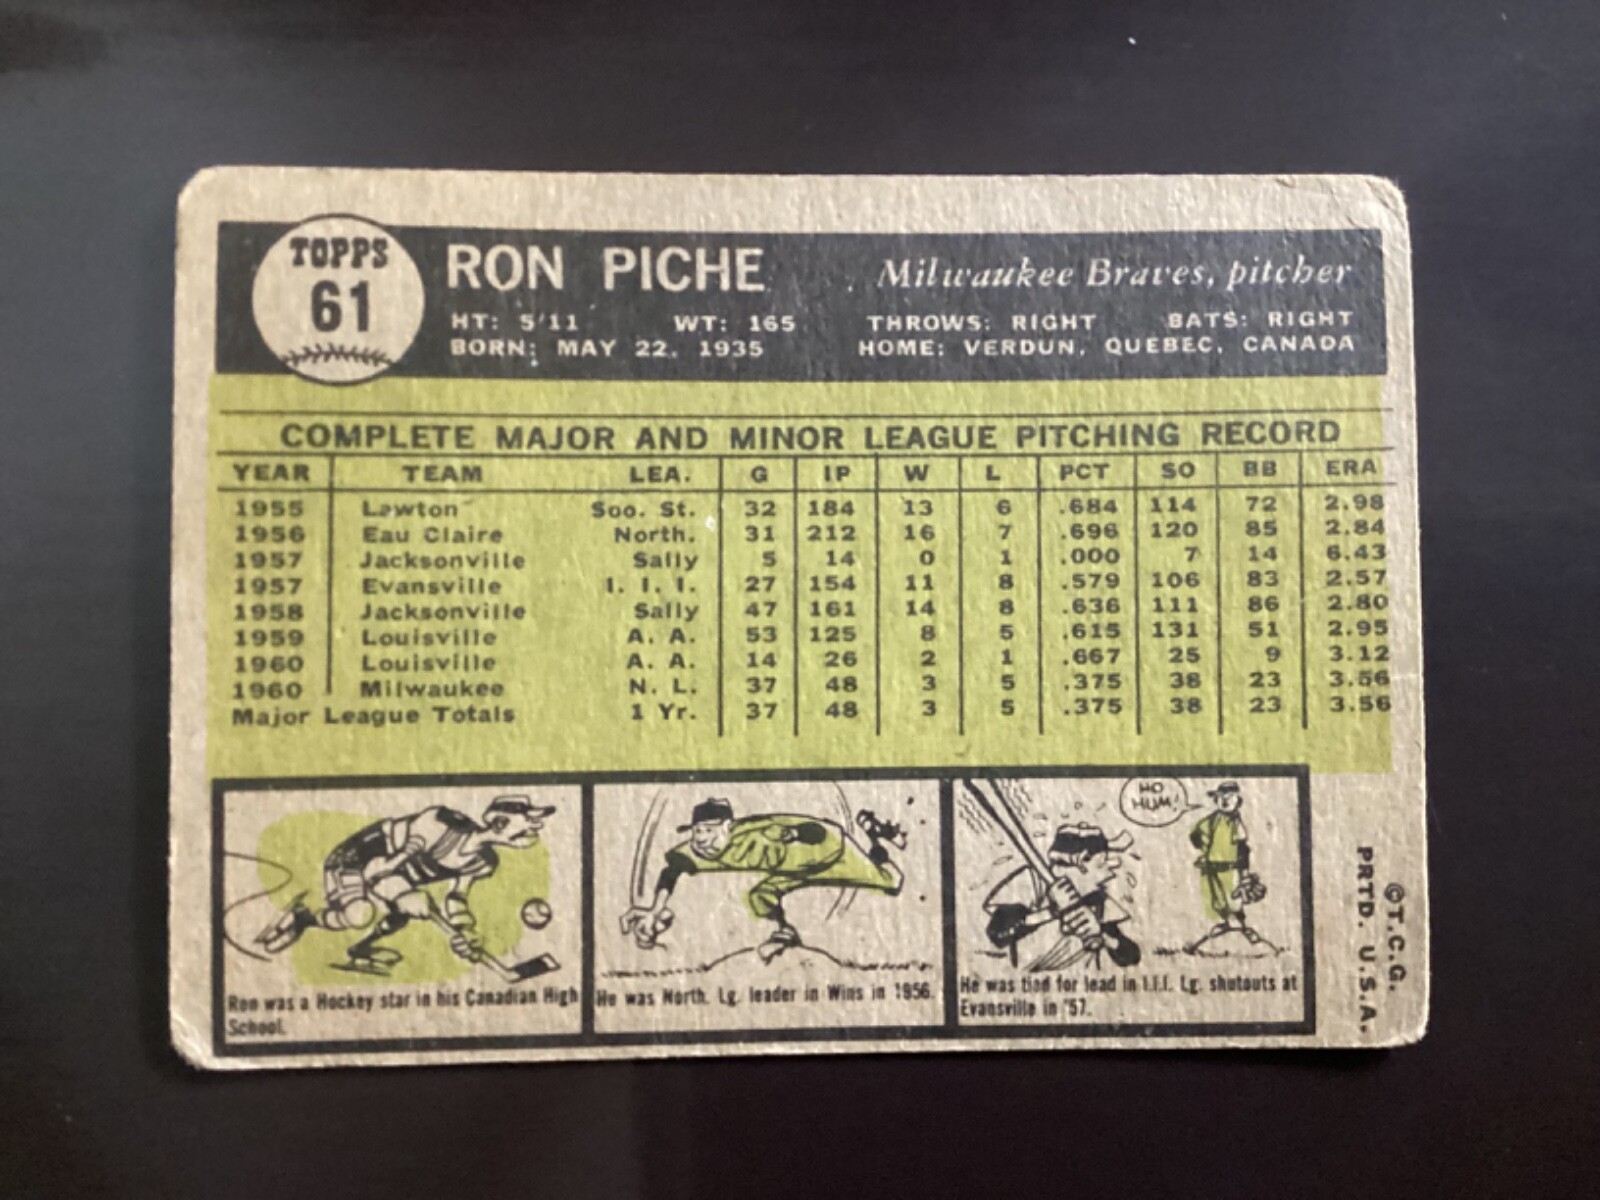 TOPPS
61
RON PICHE Milwaukee Braves, pitcher
HT: 5'11 WT: 165 THROWS: RIGHT BATS: RIGHT
BORN: MAY 22, 1935 HOME: VERDUN, QUEBEC, CANADA
COMPLETE MAJOR AND MINOR LEAGUE PITCHING RECORD
YEAR TEAM LEA. G IP W L PCT SO BB ERA
1955 Lawton Soo. St. 32 184 13 6 .684 114 72 2.98
1956 Eau Claire North. 31 212 16 7 .696 120 85 2.84
1957 Jacksonville Sally 5 14 0 1 .000 7 14 6.43
1957 Evansville I. I. I. 27 154 11 8 .579 106 83 2.57
1958 Jacksonville Sally 47 161 14 8 .636 111 86 2.80
1959 Louisville A. A. 53 125 8 5 .615 131 51 2.95
1960 Louisville A. A. 14 26 2 1 .667 25 9 3.12
1960 Milwaukee N. L. 37 48 3 5 .375 38 23 3.56
Major League Totals 1 Yr. 37 48 3 5 .375 38 23 3.56
Ron was a Hockey star in his Canadian High
School.
He was North. Lg. leader in Wins in 1956.
HO
HUM!
He was tied for lead in I.I.I. Lg. shutouts at
Evansville in '57.
©T.C.G.
PRTD. U.S.A.